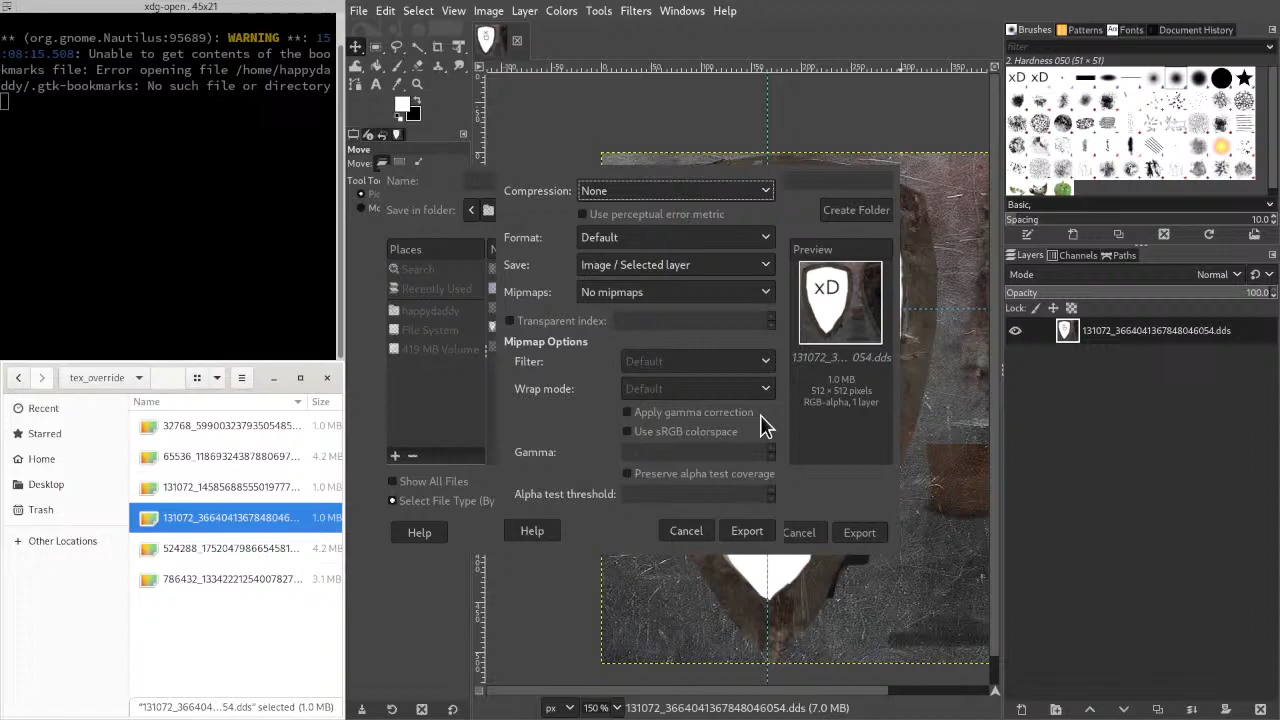 xdg-open . 45x21
** (org.gnome.Nautilus:95689): WARNING **: 15
:08:15.508: Unable to get contents of the boo
kmarks file: Error opening file /home/happyda
ddy/.gtk-bookmarks: No such file or directory
File Edit Select View Image Layer Colors Tools Filters Windows Help
Move
Move:
Tool To
Pi
Mo
Name:
Save in folder:
Create Folder
Places
N
Search
Recently Used
happydaddy
File System
419 MB Volume
Show All Files
Select File Type (By
Help
Cancel
Export
Compression: None
Use perceptual error metric
Format: Default
Save: Image / Selected layer
Mipmaps: No mipmaps
Transparent index:
Mipmap Options
Filter: Default
Wrap mode: Default
Apply gamma correction
Use sRGB colorspace
Gamma:
Preserve alpha test coverage
Alpha test threshold:
Help Cancel Export
Preview
xD
131072_3... 054.dds
1.0 MB
512 × 512 pixels
RGB-alpha, 1 layer
px 150 % 131072_3664041367848046054.dds (7.0 MB)
Brushes Patterns Fonts Document History
filter
2. Hardness 050 (51 × 51)
xD xD
Basic,
Spacing 10.0
Layers Channels Paths
Mode Normal
Opacity 100.0
Lock:
131072_3664041367848046054.dds
tex_override
Recent
Starred
Home
Desktop
Trash
Other Locations
Name Size
32768_59900323793505485... 1.0 MB
65536_11869324387880697... 4.2 MB
131072_14585688555019777... 1.0 MB
131072_3664041367848046... 1.0 MB
524288_1752047986654581... 4.2 MB
786432_13342221254007827... 3.1 MB
"131072_366404...54.dds" selected (1.0 MB)